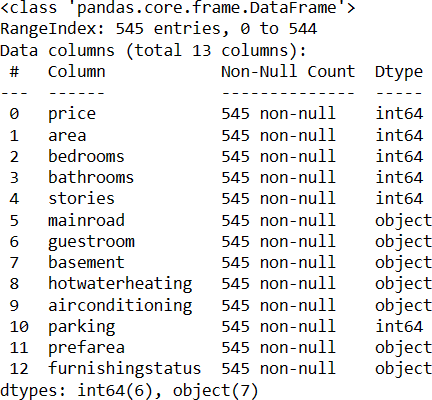 <class 'pandas.core.frame.DataFrame'>
RangeIndex: 545 entries, 0 to 544
Data columns (total 13 columns):
 #   Column            Non-Null Count  Dtype
---  ------            --------------  -----
 0   price             545 non-null    int64
 1   area              545 non-null    int64
 2   bedrooms          545 non-null    int64
 3   bathrooms         545 non-null    int64
 4   stories           545 non-null    int64
 5   mainroad          545 non-null    object
 6   guestroom         545 non-null    object
 7   basement          545 non-null    object
 8   hotwaterheating   545 non-null    object
 9   airconditioning   545 non-null    object
 10  parking           545 non-null    int64
 11  prefarea          545 non-null    object
 12  furnishingstatus  545 non-null    object
dtypes: int64(6), object(7)